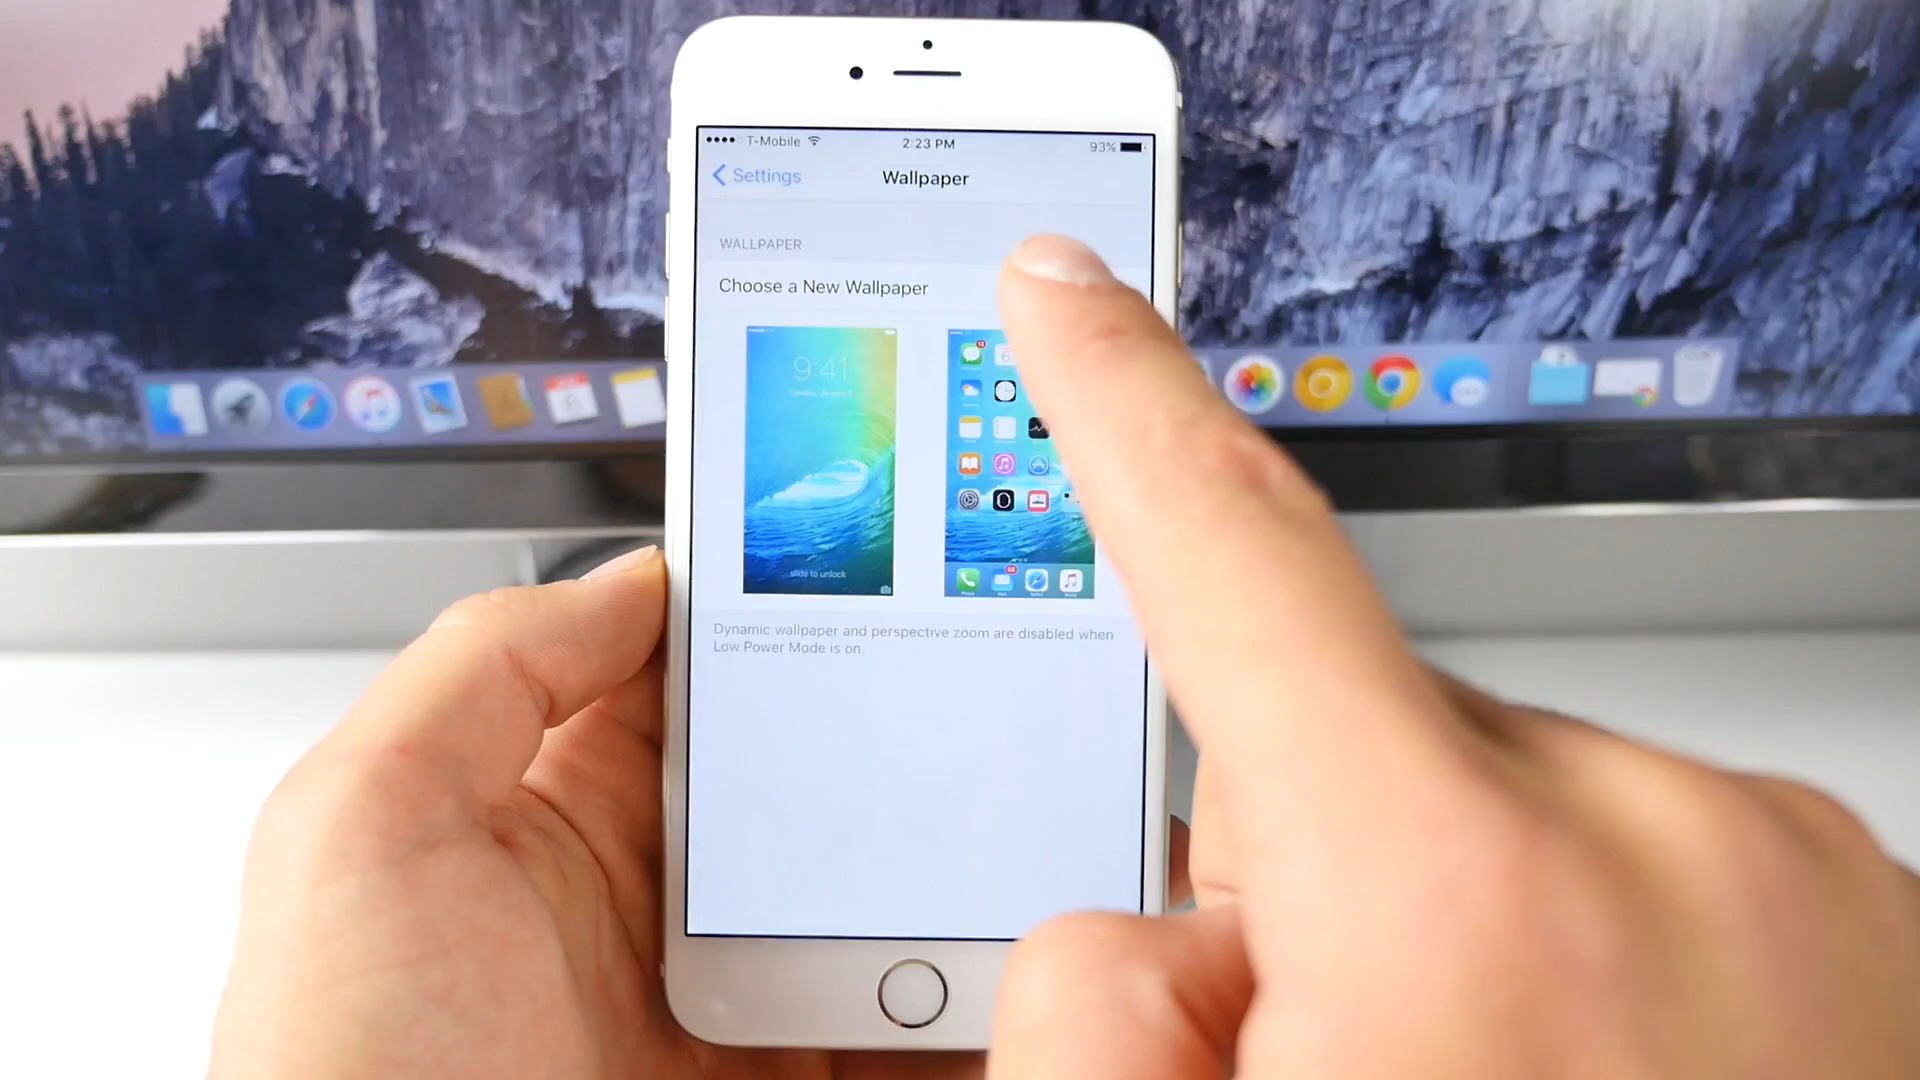 T-Mobile 2:23 PM 93%
Settings Wallpaper
WALLPAPER
Choose a New Wallpaper
9:41
slide to unlock
Dynamic wallpaper and perspective zoom are disabled when
Low Power Mode is on.